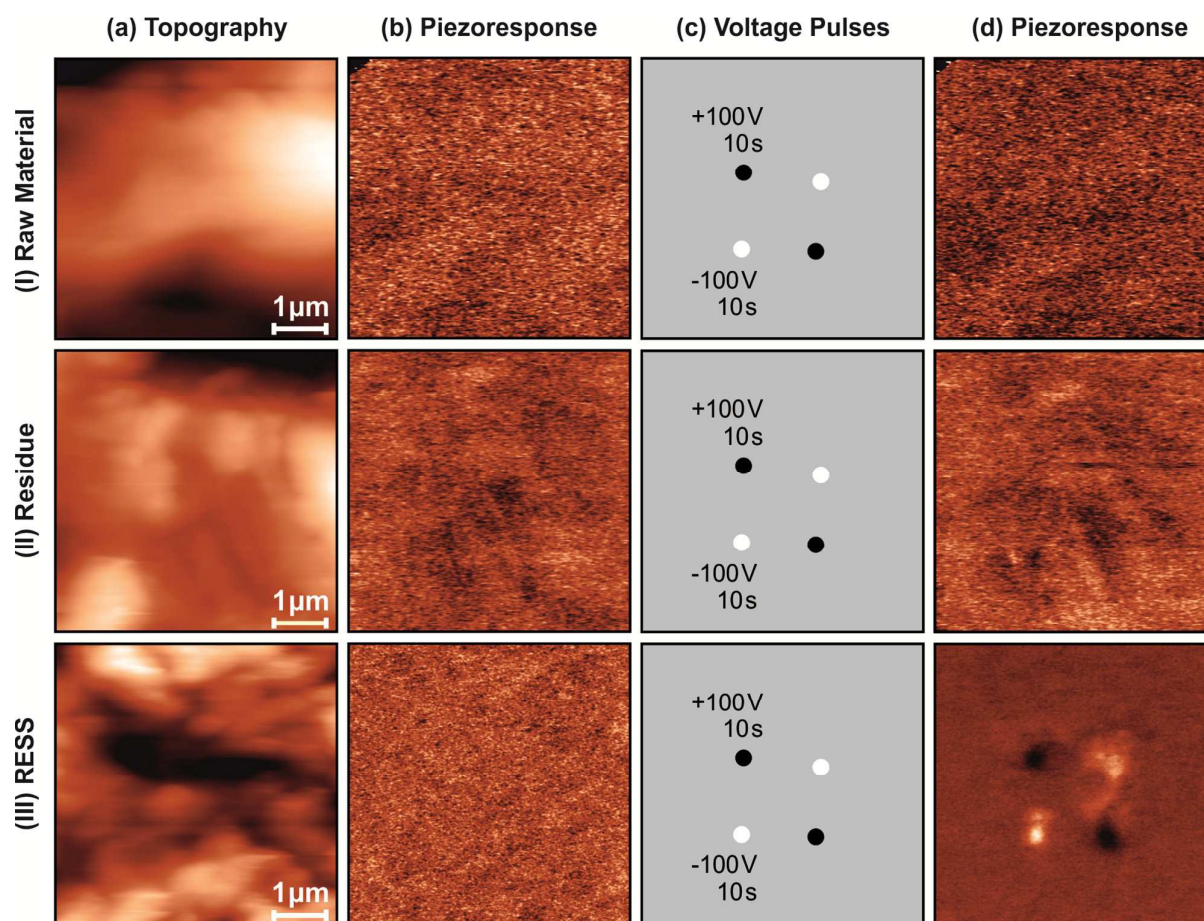 (a) Topography
(b) Piezoresponse
(c) Voltage Pulses
(d) Piezoresponse
(I) Raw Material
1µm
+100V
10s
-100V
10s
(II) Residue
1µm
+100V
10s
-100V
10s
(III) RESS
1µm
+100V
10s
-100V
10s